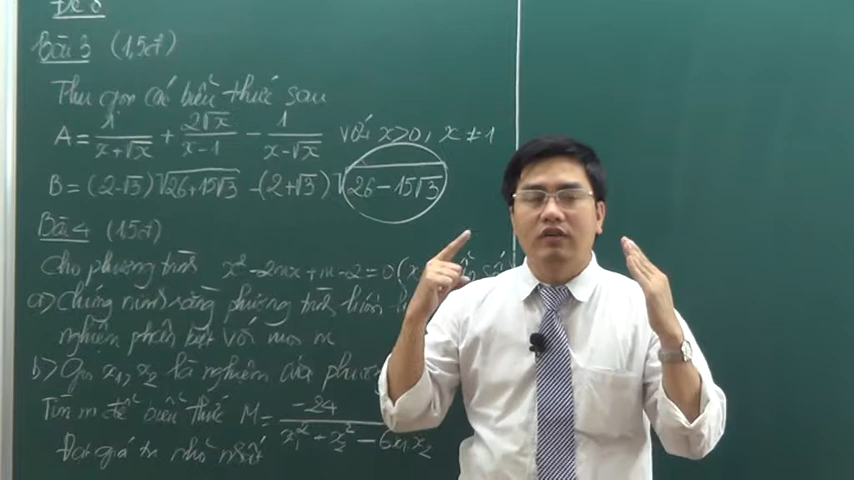 Đề 8
Bài 3 (1,5đ)
Thu gọn các biểu thức sau
A = 1/(x+√x) + 2√x/(x-1) - 1/(x-√x) với x>0, x≠1
B = (2-√3)√(26+15√3) - (2+√3)√(26-15√3)
Bài 4 (1,5đ)
Cho phương trình x² - 2mx + m - 2 = 0 (x
a) Chứng minh rằng phương trình luôn
nghiệm phân biệt với mọi m
b) Gọi x₁, x₂ là nghiệm của phươ
Tìm m để biểu thức M = -24/(x₁² + x₂² - 6x₁x₂)
Đạt giá trị nhỏ nhất